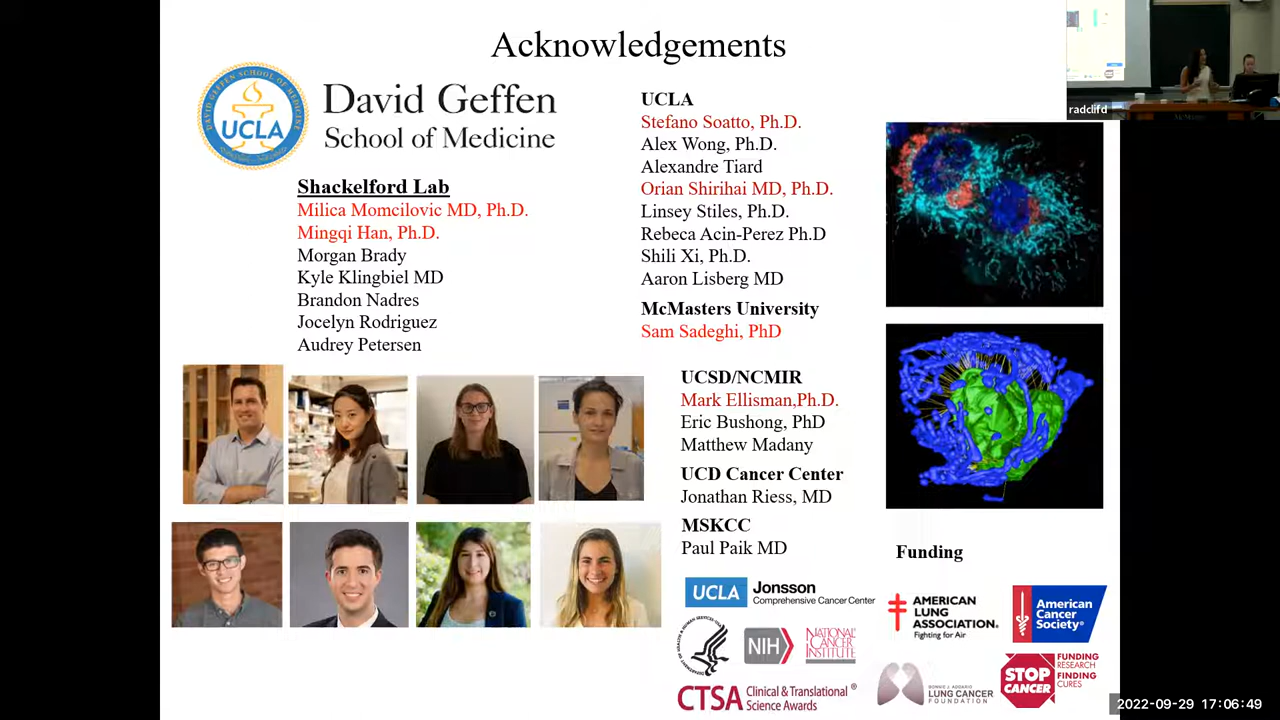 Acknowledgements
DAVID GEFFEN SCHOOL OF MEDICINE
UCLA
David Geffen
School of Medicine
Shackelford Lab
Milica Momcilovic MD, Ph.D.
Mingqi Han, Ph.D.
Morgan Brady
Kyle Klingbiel MD
Brandon Nadres
Jocelyn Rodriguez
Audrey Petersen
UCLA
Stefano Soatto, Ph.D.
Alex Wong, Ph.D.
Alexandre Tiard
Orian Shirihai MD, Ph.D.
Linsey Stiles, Ph.D.
Rebeca Acin-Perez Ph.D
Shili Xi, Ph.D.
Aaron Lisberg MD
McMasters University
Sam Sadeghi, PhD
UCSD/NCMIR
Mark Ellisman,Ph.D.
Eric Bushong, PhD
Matthew Madany
UCD Cancer Center
Jonathan Riess, MD
MSKCC
Paul Paik MD
radclifd
Funding
UCLA Jonsson
Comprehensive Cancer Center
AMERICAN
LUNG
ASSOCIATION®
Fighting for Air
American
Cancer
Society®
NIH
NATIONAL
CANCER
INSTITUTE
CTSA Clinical & Translational ®
Science Awards
LUNG CANCER
FOUNDATION
STOP
CANCER
FUNDING
RESEARCH
FINDING
CURES
2022-09-29 17:06:49